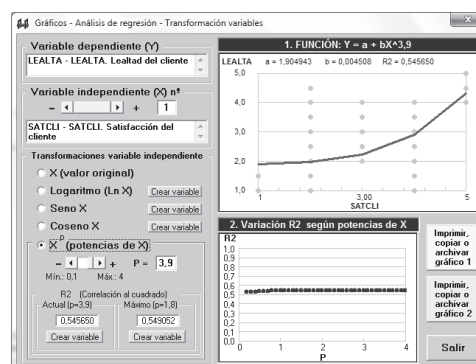 Gráficos - Análisis de regresión - Transformación variables
x
Variable dependiente (Y)
LEALTA - LEALTA. Lealtad del cliente
Variable independiente (X) nº
- + 1
SATCLI - SATCLI. Satisfacción del
cliente
Transformaciones variable independiente
X (valor original)
Logaritmo (Ln X) Crear variable
Seno X Crear variable
Coseno X Crear variable
X^p (potencias de X)
- + P = 3,9
Mín.: 0,1 Máx.: 4
R2 (Correlación al cuadrado)
Actual (p=3,9) Máximo (p=1,8)
0,545650 0,549052
Crear variable Crear variable
1. FUNCIÓN: Y = a + bX^3,9
LEALTA a = 1,904943 b = 0,004508 R2 = 0,545650
5,0
4,0
3,0
2,0
1,0
1 3,00 5
SATCLI
2. Variación R2 según potencias de X
R2
1,0
0,9
0,8
0,7
0,6
0,5
0,4
0,3
0,2
0,1
0,0
0 1 2 3 4
P
Imprimir,
copiar o
archivar
gráfico 1
Imprimir,
copiar o
archivar
gráfico 2
Salir